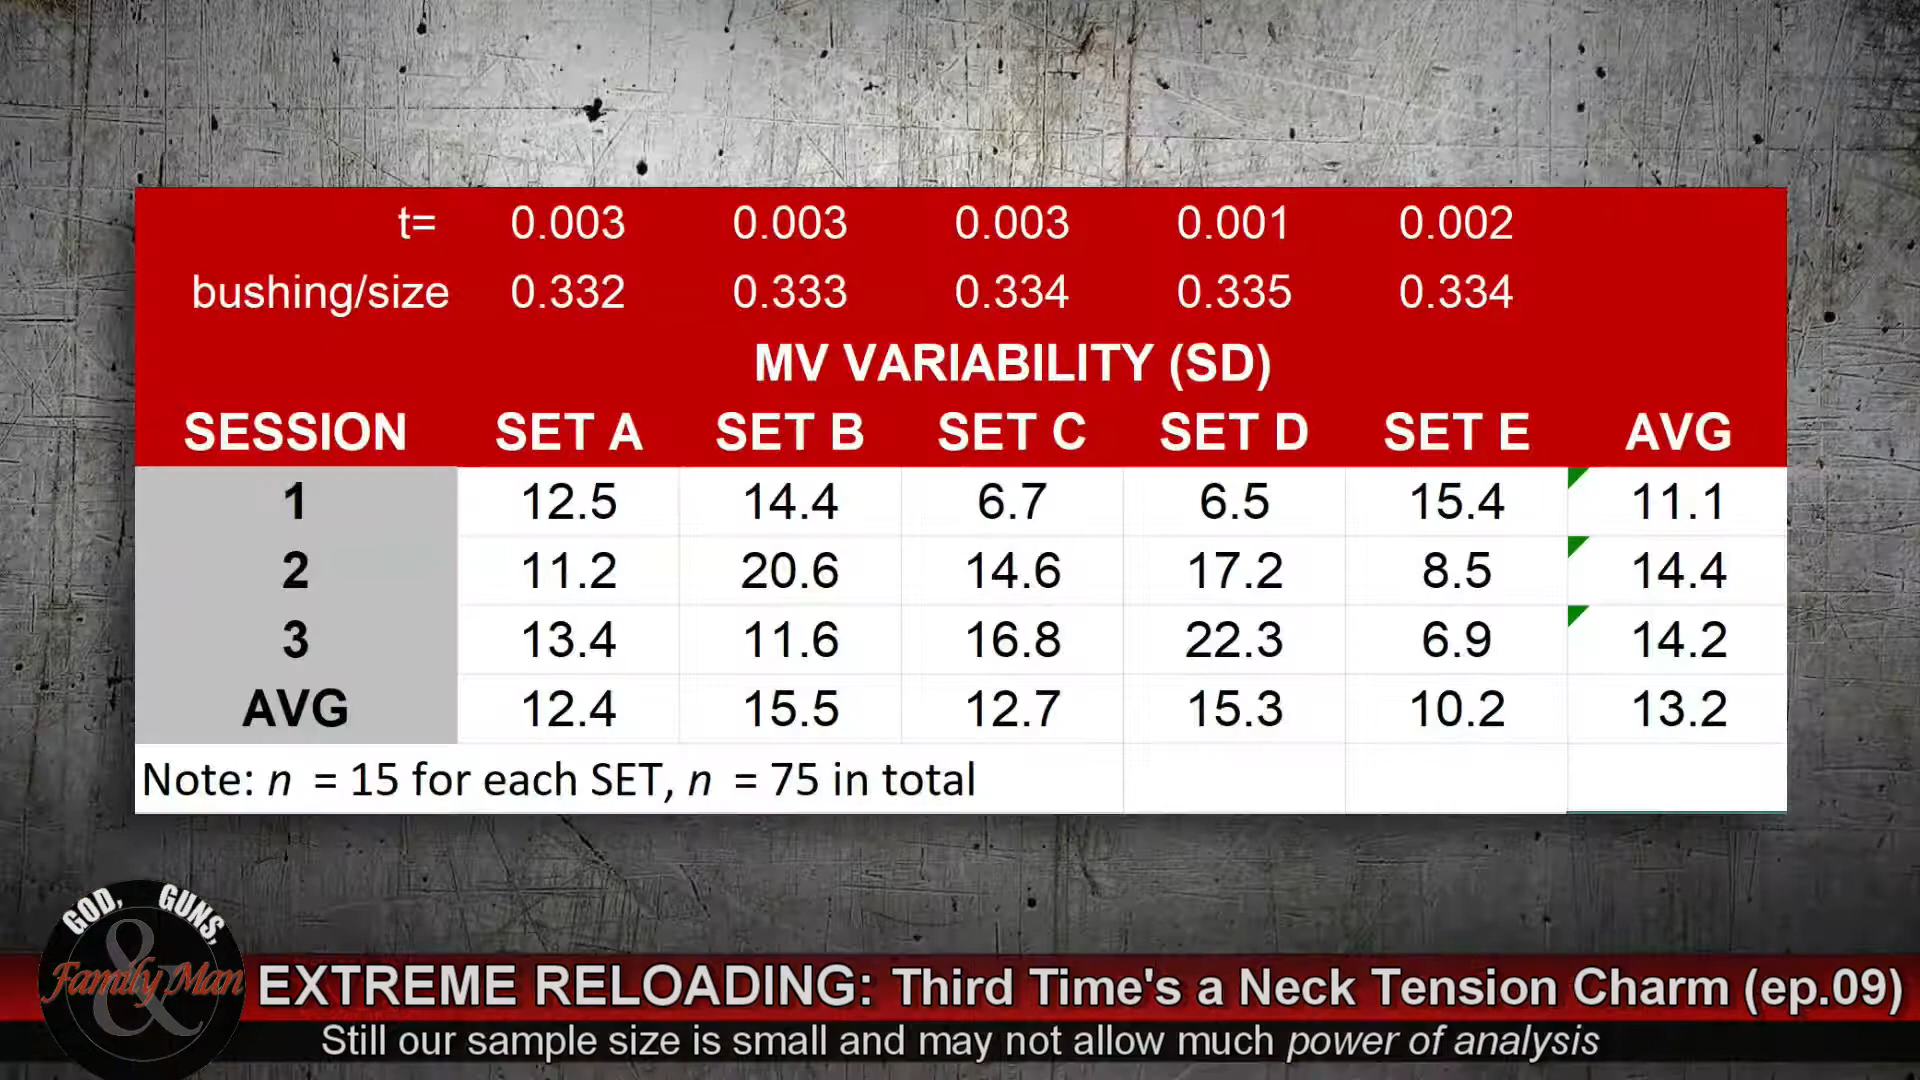 t= 0.003 0.003 0.003 0.001 0.002
bushing/size 0.332 0.333 0.334 0.335 0.334
MV VARIABILITY (SD)
SESSION SET A SET B SET C SET D SET E AVG
1 12.5 14.4 6.7 6.5 15.4 11.1
2 11.2 20.6 14.6 17.2 8.5 14.4
3 13.4 11.6 16.8 22.3 6.9 14.2
AVG 12.4 15.5 12.7 15.3 10.2 13.2
Note: n = 15 for each SET, n = 75 in total
GOD, GUNS,
&
Family Man
EXTREME RELOADING: Third Time's a Neck Tension Charm (ep.09)
Still our sample size is small and may not allow much power of analysis